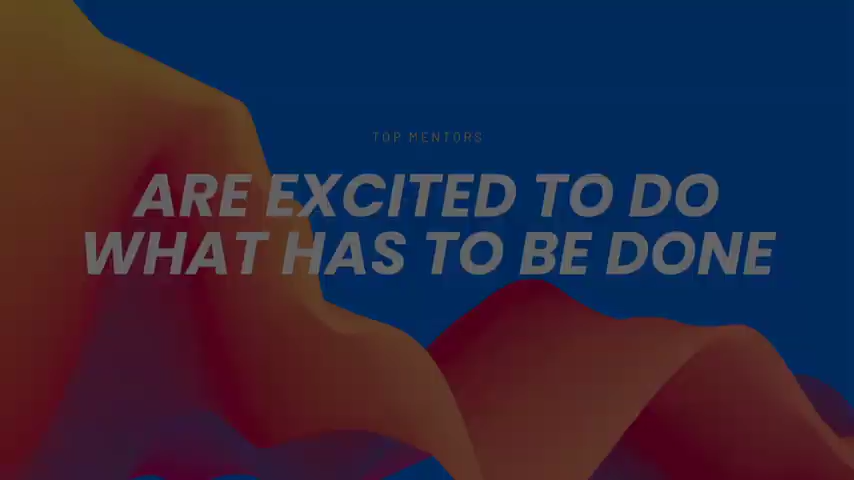 TOP MENTORS
ARE EXCITED TO DO
WHAT HAS TO BE DONE